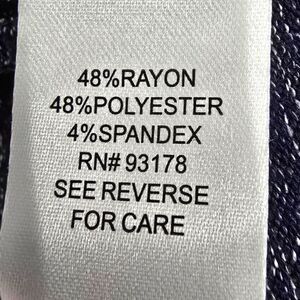 48%RAYON
48%POLYESTER
4%SPANDEX
RN# 93178
SEE REVERSE
FOR CARE